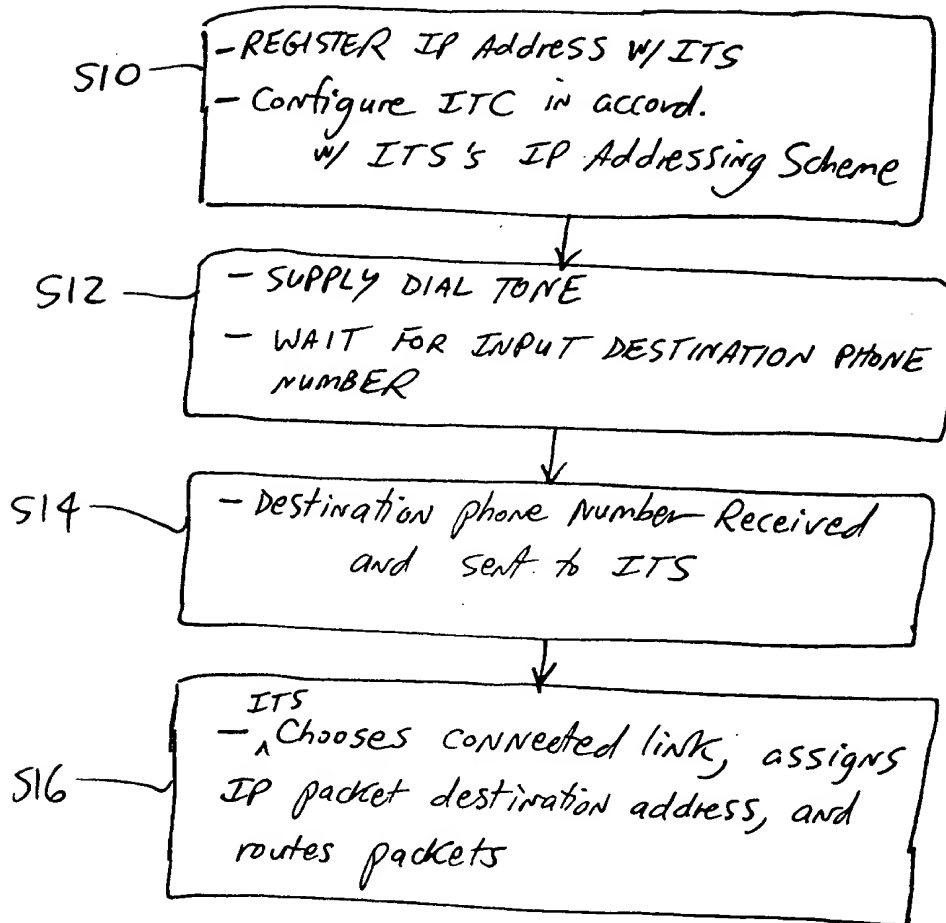 S10
- REGISTER IP Address w/ ITS
- Configure ITC in accord.
w/ ITS's IP Addressing Scheme
S12
- SUPPLY DIAL TONE
- WAIT FOR INPUT DESTINATION PHONE
NUMBER
S14
- Destination phone Number Received
and sent to ITS
S16
ITS
- ^ Chooses connected link, assigns
IP packet destination address, and
routes packets